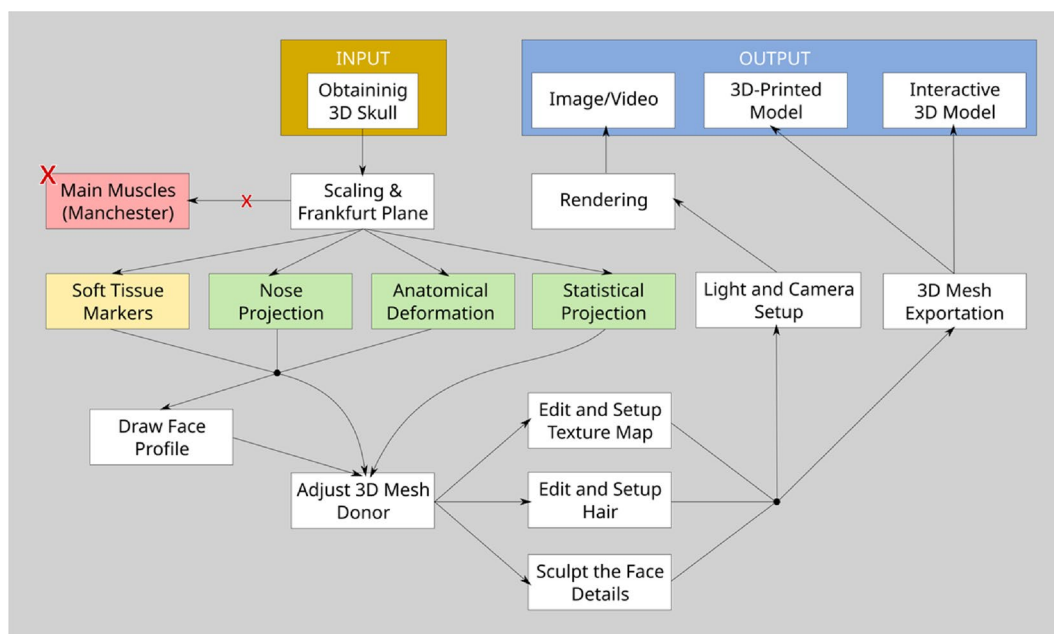 INPUT
Obtaininig
3D Skull
OUTPUT
Image/Video
3D-Printed
Model
Interactive
3D Model
X
Main Muscles
(Manchester)
X
Scaling &
Frankfurt Plane
Rendering
Soft Tissue
Markers
Nose
Projection
Anatomical
Deformation
Statistical
Projection
Light and Camera
Setup
3D Mesh
Exportation
Draw Face
Profile
Edit and Setup
Texture Map
Adjust 3D Mesh
Donor
Edit and Setup
Hair
Sculpt the Face
Details